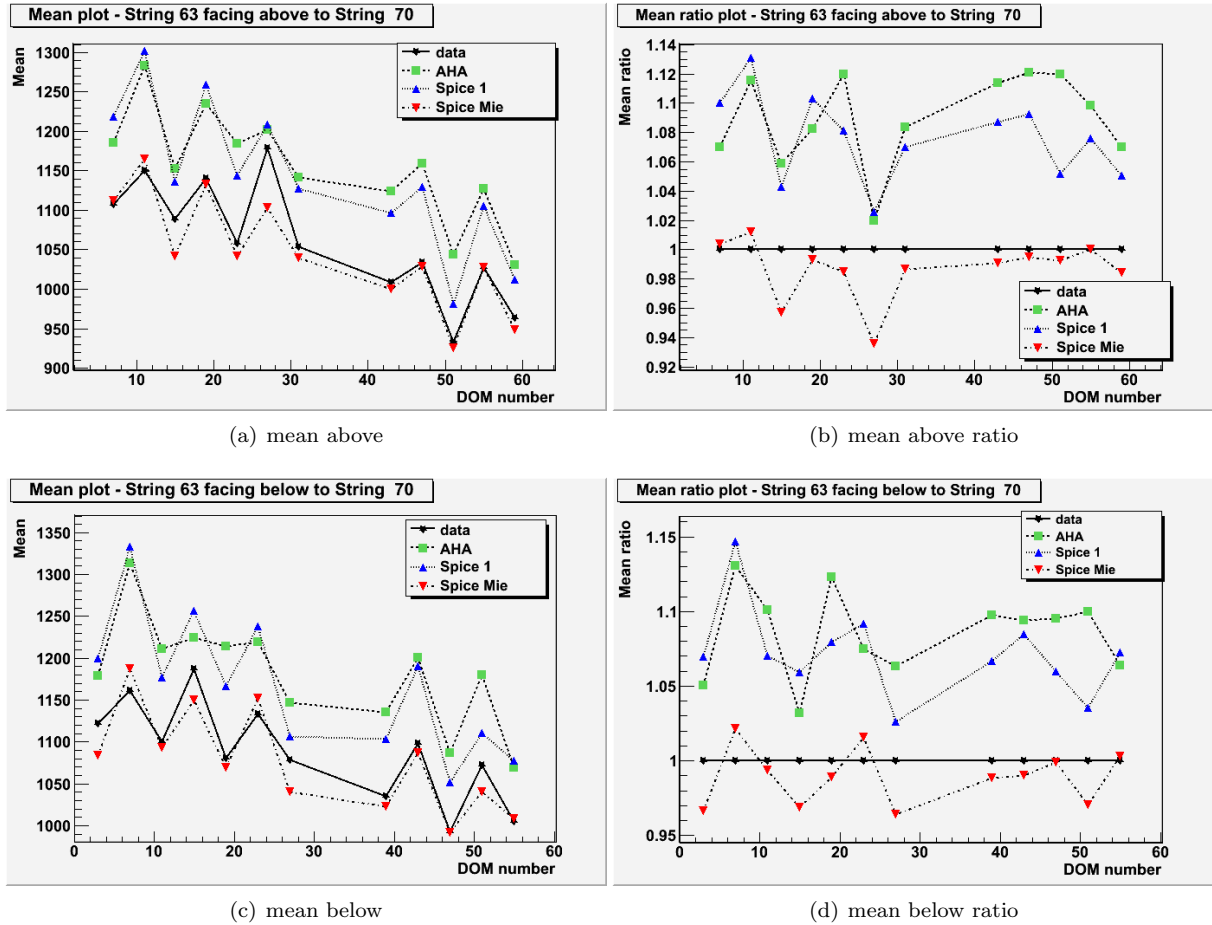 Mean plot - String 63 facing above to String 70
Mean
1300
1250
1200
1150
1100
1050
1000
950
900
10 20 30 40 50 60
DOM number
data
AHA
Spice 1
Spice Mie
(a) mean above
Mean ratio plot - String 63 facing above to String 70
Mean ratio
1.14
1.12
1.1
1.08
1.06
1.04
1.02
1
0.98
0.96
0.94
0.92
10 20 30 40 50 60
DOM number
data
AHA
Spice 1
Spice Mie
(b) mean above ratio
Mean plot - String 63 facing below to String 70
Mean
1350
1300
1250
1200
1150
1100
1050
1000
0 10 20 30 40 50 60
DOM number
data
AHA
Spice 1
Spice Mie
(c) mean below
Mean ratio plot - String 63 facing below to String 70
Mean ratio
1.15
1.1
1.05
1
0.95
0 10 20 30 40 50 60
DOM number
data
AHA
Spice 1
Spice Mie
(d) mean below ratio